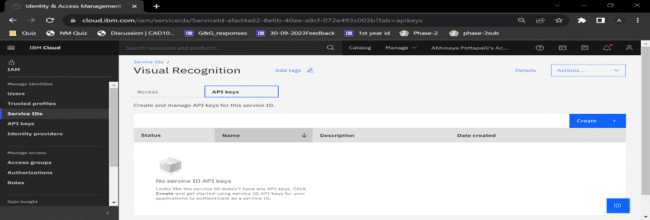 Identity & Access Management
cloud.ibm.com/iam/serviceids/ServiceId-afad4a62-8e6b-40ee-a8cf-072e493c003b?tab=apikeys
Quiz
NM Quiz
Discussion | CAD10...
G&G_responses
30-09-2023Feedback
1st year id
Phase-2
phase-2sub
IBM Cloud
Search resources and products...
Catalog
Manage
Abhinaya Pottapalli's Ac...
IAM
Manage identities
Users
Trusted profiles
Service IDs
API keys
Identity providers
Manage access
Access groups
Authorizations
Roles
Gain insight
Service IDs /
Visual Recognition
Add tags
Details
Actions...
Access
API keys
Create and manage API keys for this service ID.
Create +
Status
Name
Description
Date created
No service ID API keys
Looks like the service ID doesn't have any API keys. Click
Create and get started using service ID API keys for your
applications to authenticate as a service ID.